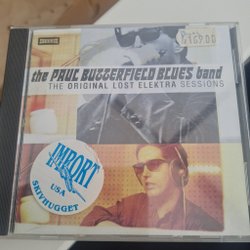 the PAUL BUTTERFIELD BLUES band
THE ORIGINAL LOST ELEKTRA SESSIONS
IMPORT
USA
SKIVHUGGET